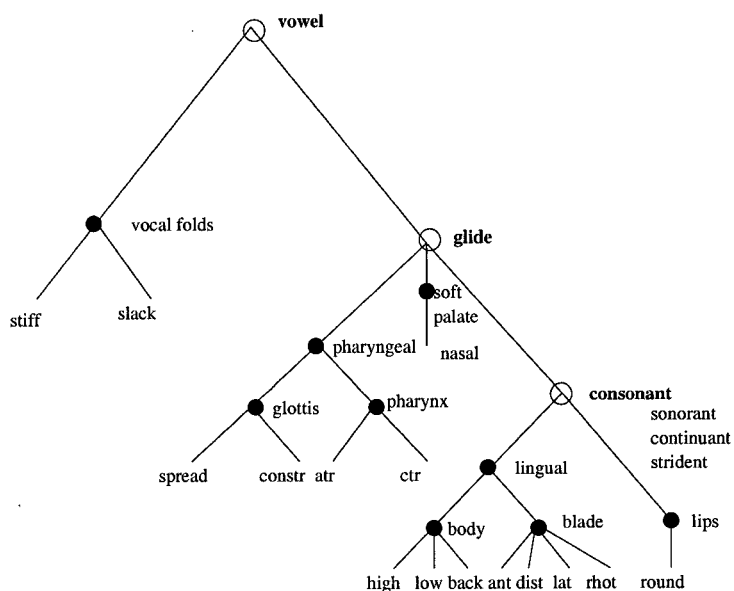 vowel
vocal folds
glide
soft
palate
stiff
slack
pharyngeal
nasal
consonant
glottis
pharynx
sonorant
continuant
strident
spread
constr
atr
ctr
lingual
body
blade
lips
high
low
back
ant
dist
lat
rhot
round